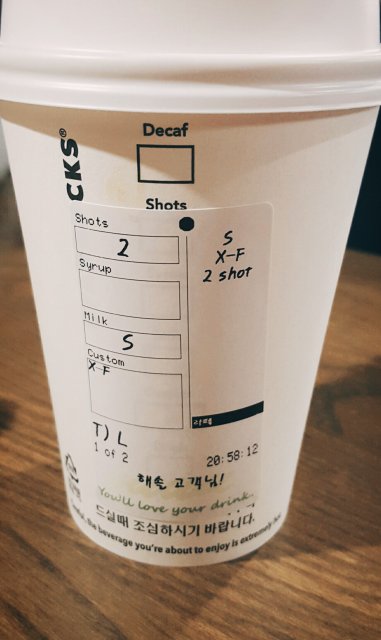 CKS®
Decaf
Shots
Shots
2
Syrup
Milk
S
Custom
X-F
S
X-F
2 shot
라떼
T) L
1 of 2
20:58:12
해솔 고객님!
You'll love your drink.
드실때 조심하시기 바랍니다.
the beverage you're about to enjoy is extremely